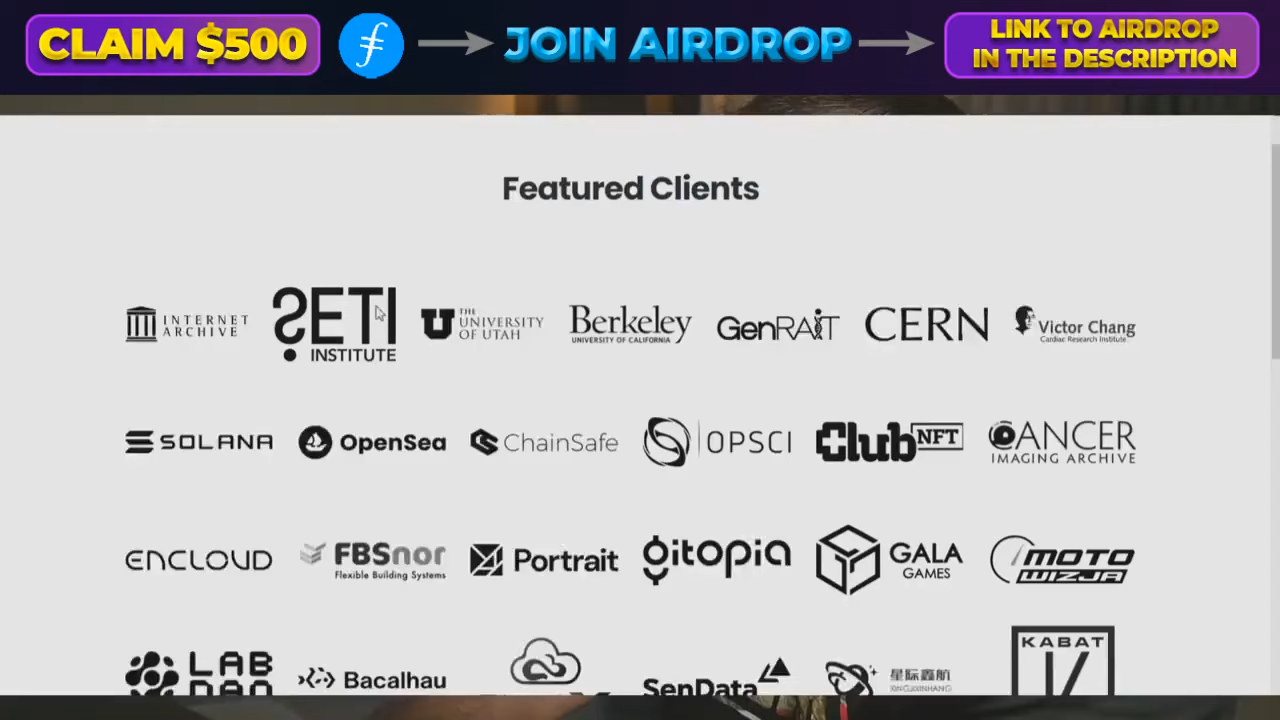 CLAIM $500
JOIN AIRDROP
LINK TO AIRDROP
IN THE DESCRIPTION
Featured Clients
INTERNET
ARCHIVE
SETI
INSTITUTE
U THE
UNIVERSITY
OF UTAH
Berkeley
UNIVERSITY OF CALIFORNIA
GenRAIT
CERN
Victor Chang
Cardiac Research Institute
SOLANA
OpenSea
ChainSafe
OPSCI
Club NFT
CANCER
IMAGING ARCHIVE
ENCLOUD
FBSnor
Flexible Building Systems
Portrait
gitopia
GALA
GAMES
MOTO
WIZJA
LAB
DAO
Bacalhau
SenData
星际鑫航
XINGJIXINHANG
KABAT